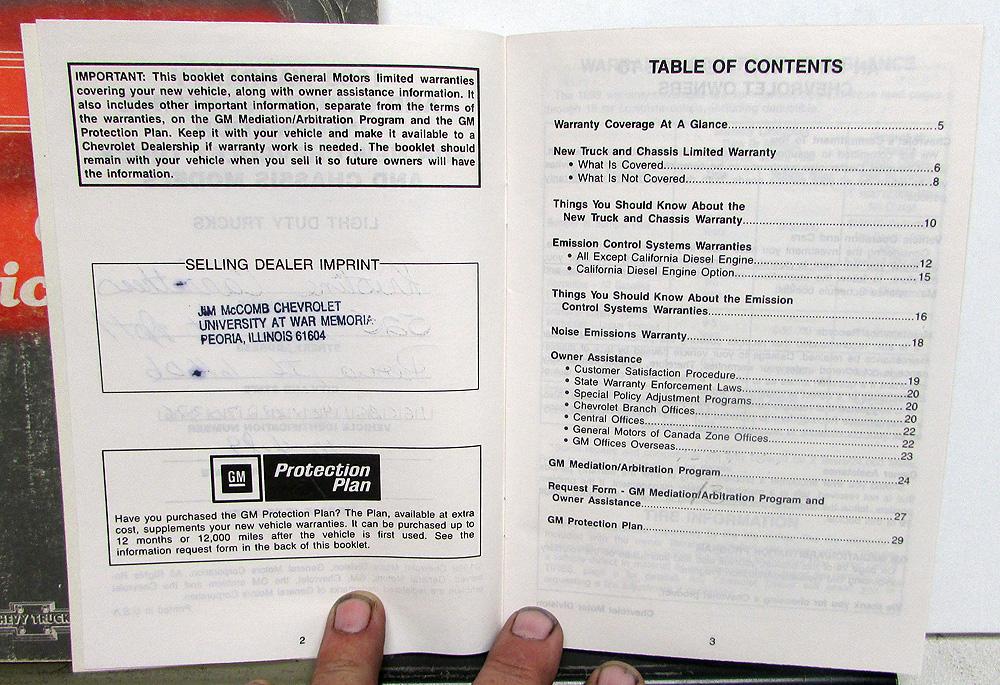 IMPORTANT: This booklet contains General Motors limited warranties
covering your new vehicle, along with owner assistance information. It
also includes other important information, separate from the terms of
the warranties, on the GM Mediation/Arbitration Program and the GM
Protection Plan. Keep it with your vehicle and make it available to a
Chevrolet Dealership if warranty work is needed. The booklet should
remain with your vehicle when you sell it so future owners will have
the information.
SELLING DEALER IMPRINT
JIM McCOMB CHEVROLET
UNIVERSITY AT WAR MEMORIA
PEORIA, ILLINOIS 61604
GM
Protection
Plan
Have you purchased the GM Protection Plan? The Plan, available at extra
cost, supplements your new vehicle warranties. It can be purchased up to
12 months or 12,000 miles after the vehicle is first used. See the
information request form in the back of this booklet.
2
TABLE OF CONTENTS
Warranty Coverage At A Glance.....5
New Truck and Chassis Limited Warranty
• What Is Covered.....6
• What Is Not Covered.....8
Things You Should Know About the
New Truck and Chassis Warranty.....10
Emission Control Systems Warranties
• All Except California Diesel Engine.....12
• California Diesel Engine Option.....15
Things You Should Know About the Emission
Control Systems Warranties.....16
Noise Emissions Warranty.....18
Owner Assistance
• Customer Satisfaction Procedure.....19
• State Warranty Enforcement Laws.....20
• Special Policy Adjustment Programs.....20
• Chevrolet Branch Offices.....20
• Central Offices.....22
• General Motors of Canada Zone Offices.....22
• GM Offices Overseas.....23
GM Mediation/Arbitration Program.....24
Request Form - GM Mediation/Arbitration Program and
Owner Assistance.....27
GM Protection Plan.....29
3
CHEVY TRUCK